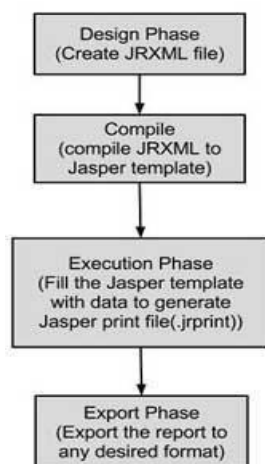 Design Phase
(Create JRXML file)
Compile
(compile JRXML to
Jasper template)
Execution Phase
(Fill the Jasper template
with data to generate
Jasper print file(.jrprint))
Export Phase
(Export the report to
any desired format)